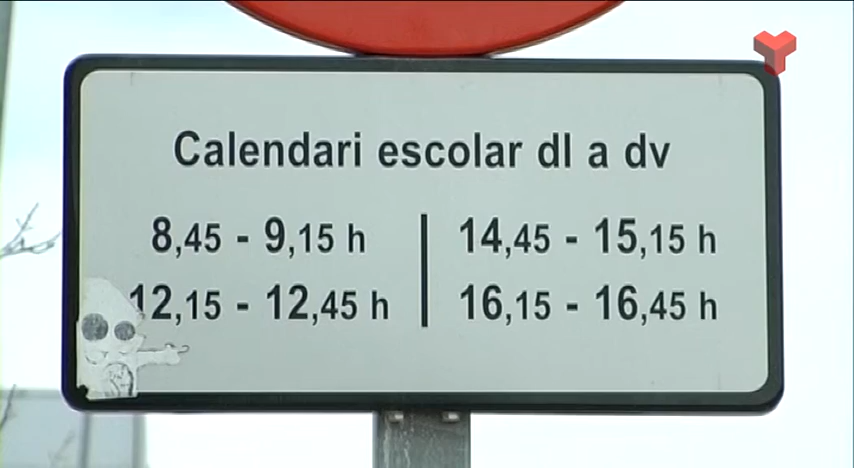 Calendari escolar dl a dv
8,45 - 9,15 h
12,15 - 12,45 h
14,45 - 15,15 h
16,15 - 16,45 h